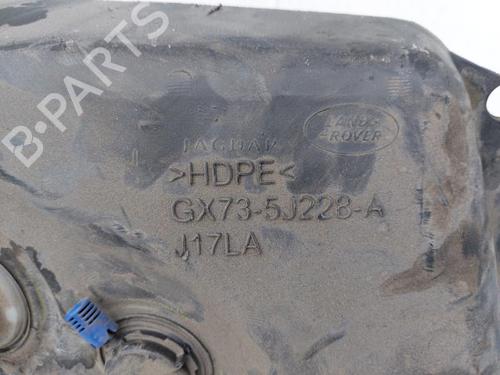 B-PARTS
LAND-
ROVER
JAGUAR
>HDPE<
GX73-5J228-A
J17LA